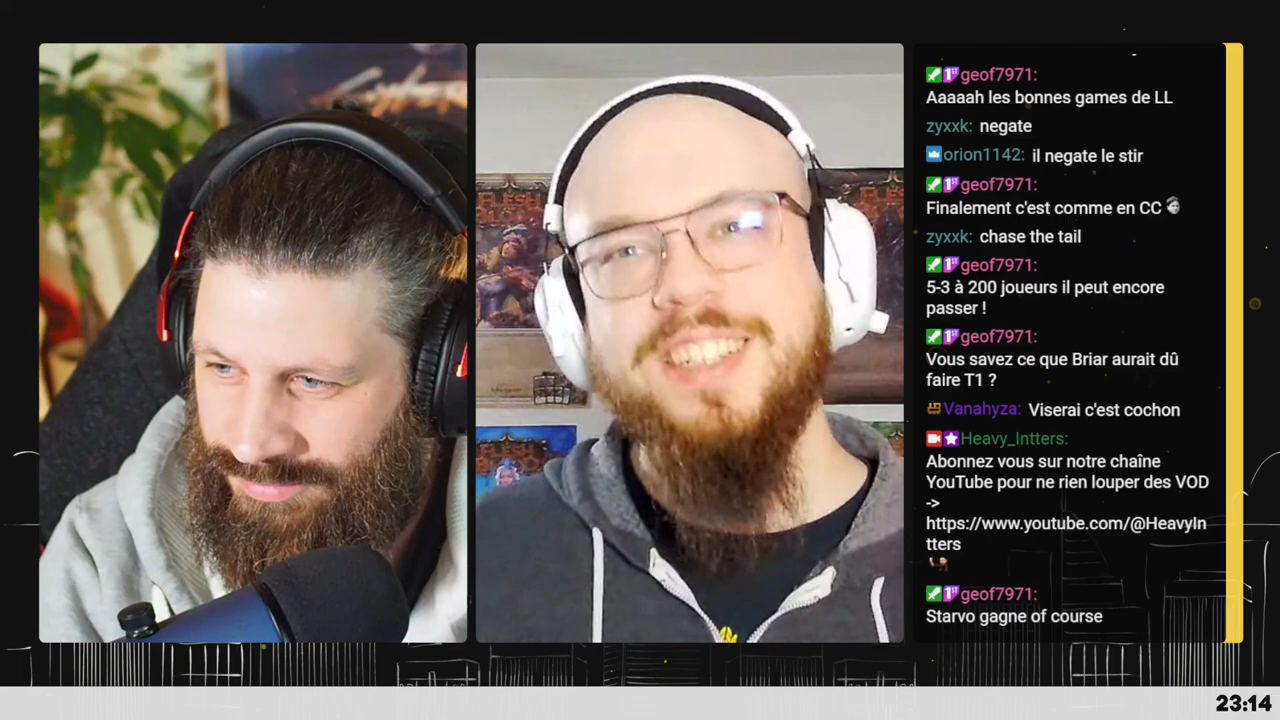 geof7971:
Aaaaah les bonnes games de LL
zyxxk: negate
orion1142: il negate le stir
geof7971:
Finalement c'est comme en CC
zyxxk: chase the tail
geof7971:
5-3 à 200 joueurs il peut encore
passer !
geof7971:
Vous savez ce que Briar aurait dû
faire T1 ?
Vanahyza: Viserai c'est cochon
Heavy_Intters:
Abonnez vous sur notre chaîne
YouTube pour ne rien louper des VOD
->
https://www.youtube.com/@HeavyIn
tters
geof7971:
Starvo gagne of course
23:14